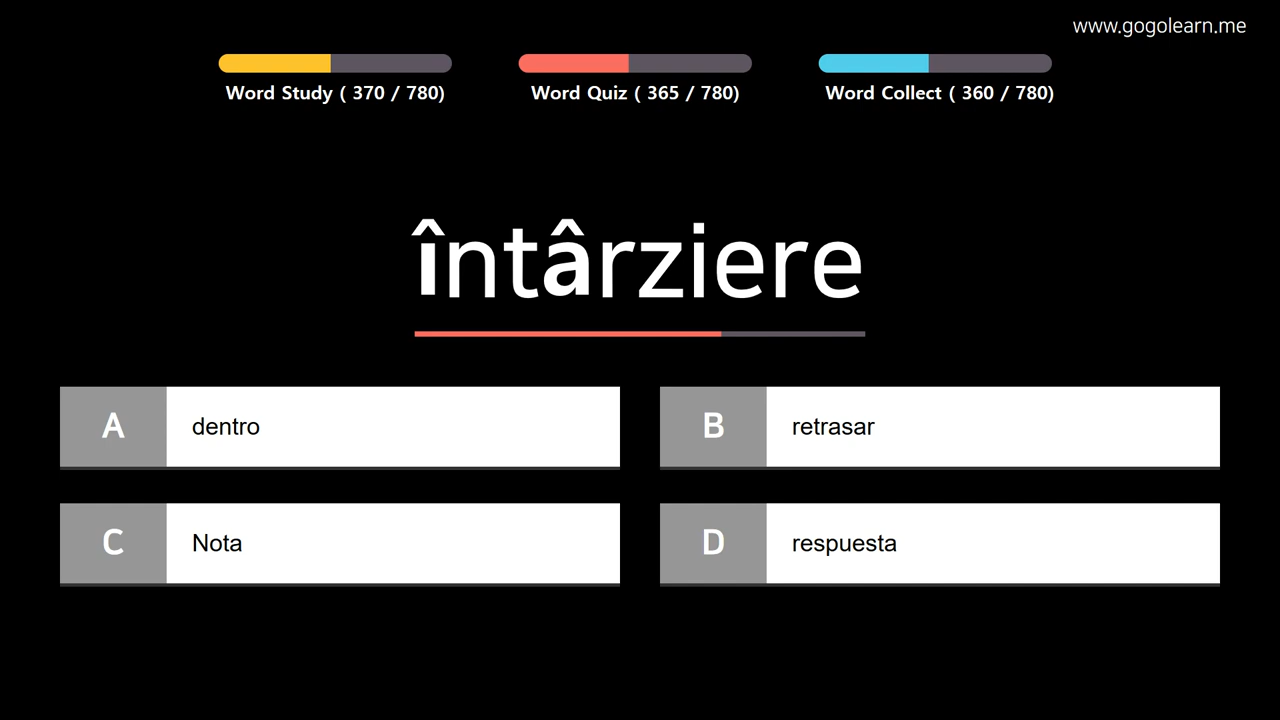 www.gogolearn.me
Word Study ( 370 / 780)
Word Quiz ( 365 / 780)
Word Collect ( 360 / 780)
întârziere
A dentro
B retrasar
C Nota
D respuesta